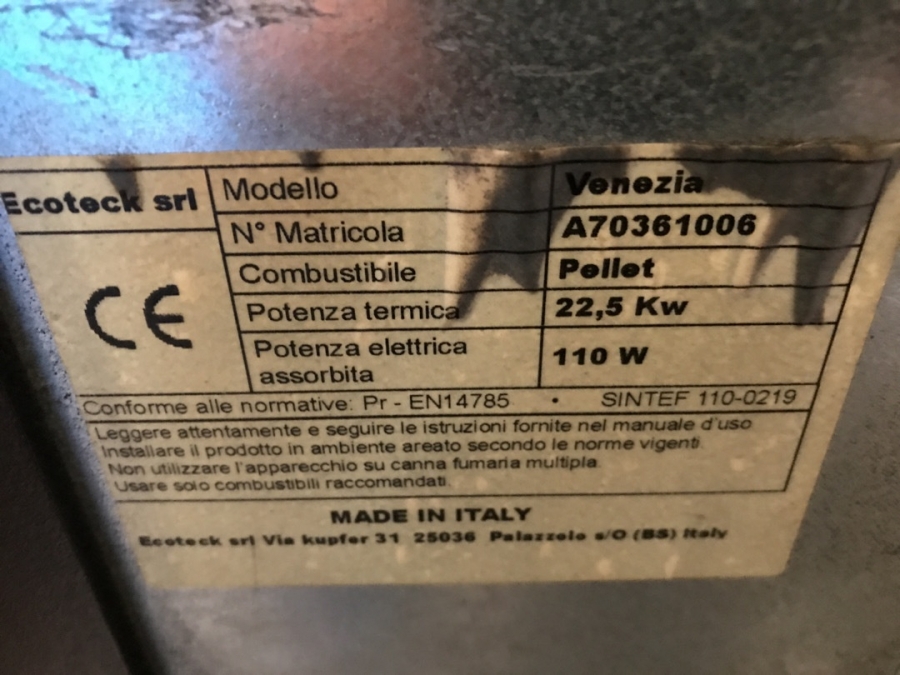 Ecoteck srl
Modello Venezia
N° Matricola A70361006
CE
Combustibile Pellet
Potenza termica 22,5 Kw
Potenza elettrica assorbita 110 W
Conforme alle normative: Pr - EN14785 • SINTEF 110-0219
Leggere attentamente e seguire le istruzioni fornite nel manuale d'uso
Installare il prodotto in ambiente areato secondo le norme vigenti.
Non utilizzare l'apparecchio su canna fumaria multipla.
Usare solo combustibili raccomandati.
MADE IN ITALY
Ecoteck srl Via kupfer 31 25036 Palazzolo s/O (BS) Italy